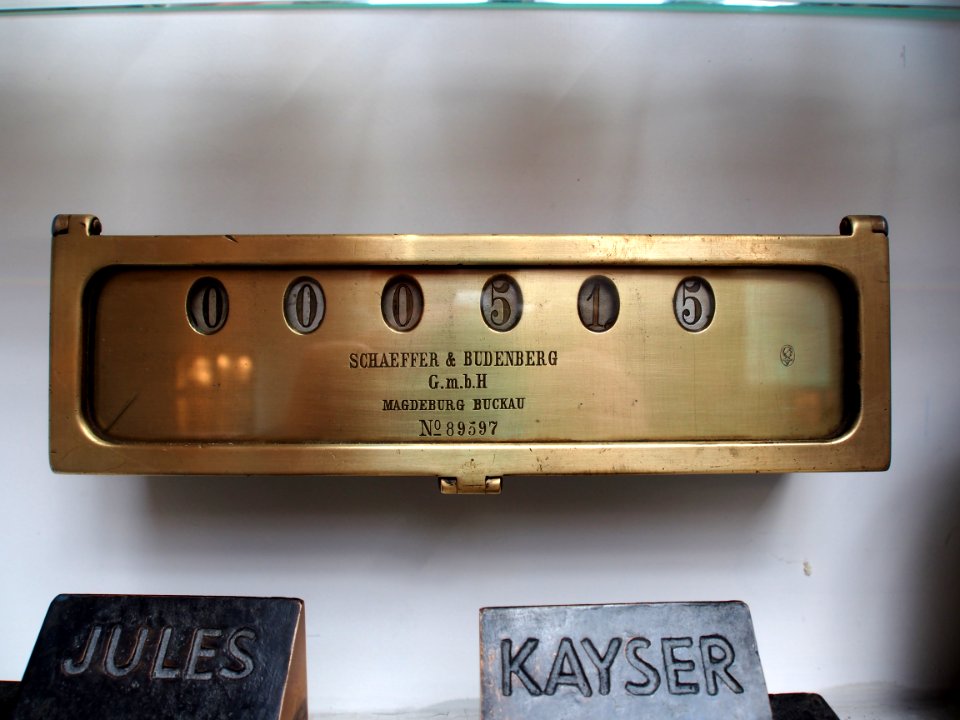 0 0 0 5 1 5
SCHAEFFER & BUDENBERG
G.m.b.H
MAGDEBURG BUCKAU
No 89597
JULES
KAYSER